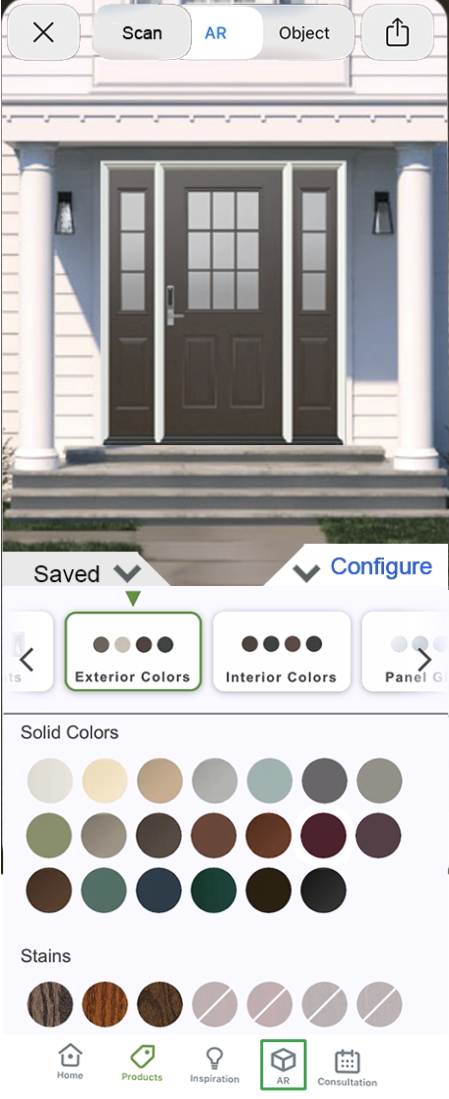 Scan AR Object
Saved Configure
ts Exterior Colors Interior Colors Panel G
Solid Colors
Stains
Home Products Inspiration AR Consultation